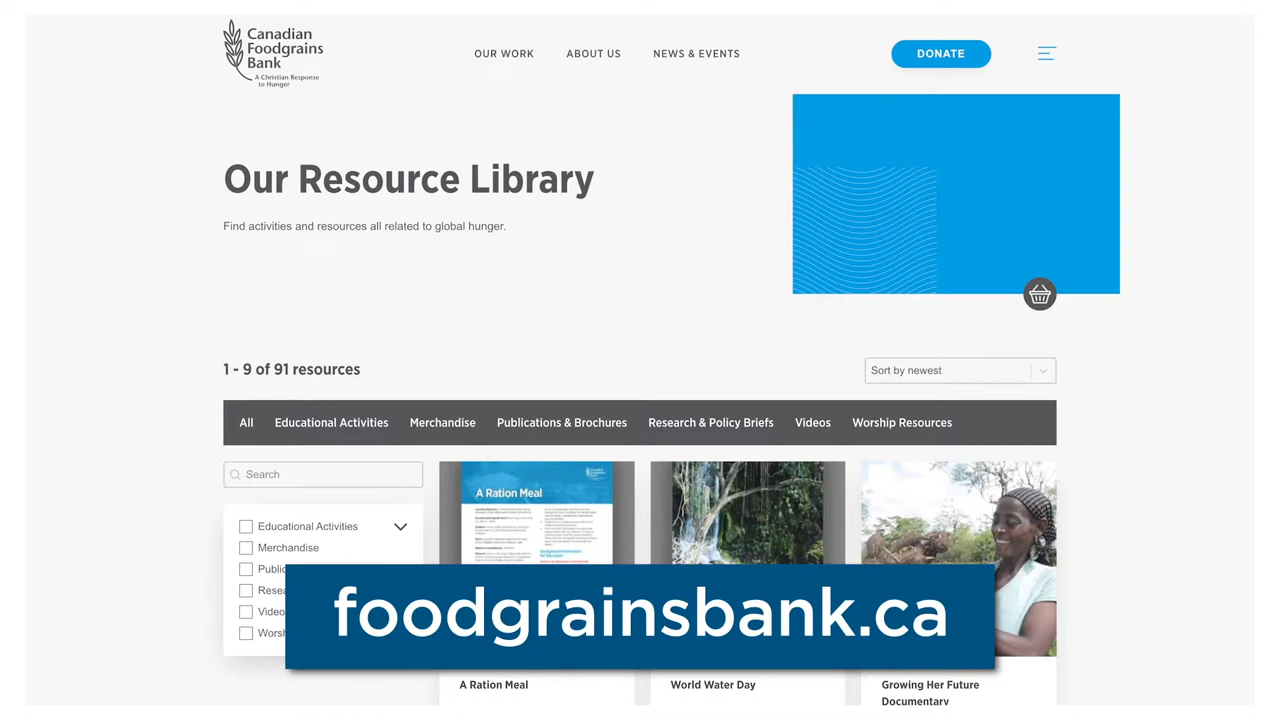 Canadian
Foodgrains
Bank
A Christian Response
to Hunger
OUR WORK
ABOUT US
NEWS & EVENTS
DONATE
Our Resource Library
Find activities and resources all related to global hunger.
1 - 9 of 91 resources
Sort by newest
All
Educational Activities
Merchandise
Publications & Brochures
Research & Policy Briefs
Videos
Worship Resources
Search
Educational Activities
Merchandise
A Ration Meal
foodgrainsbank.ca
A Ration Meal
World Water Day
Growing Her Future
Documentary